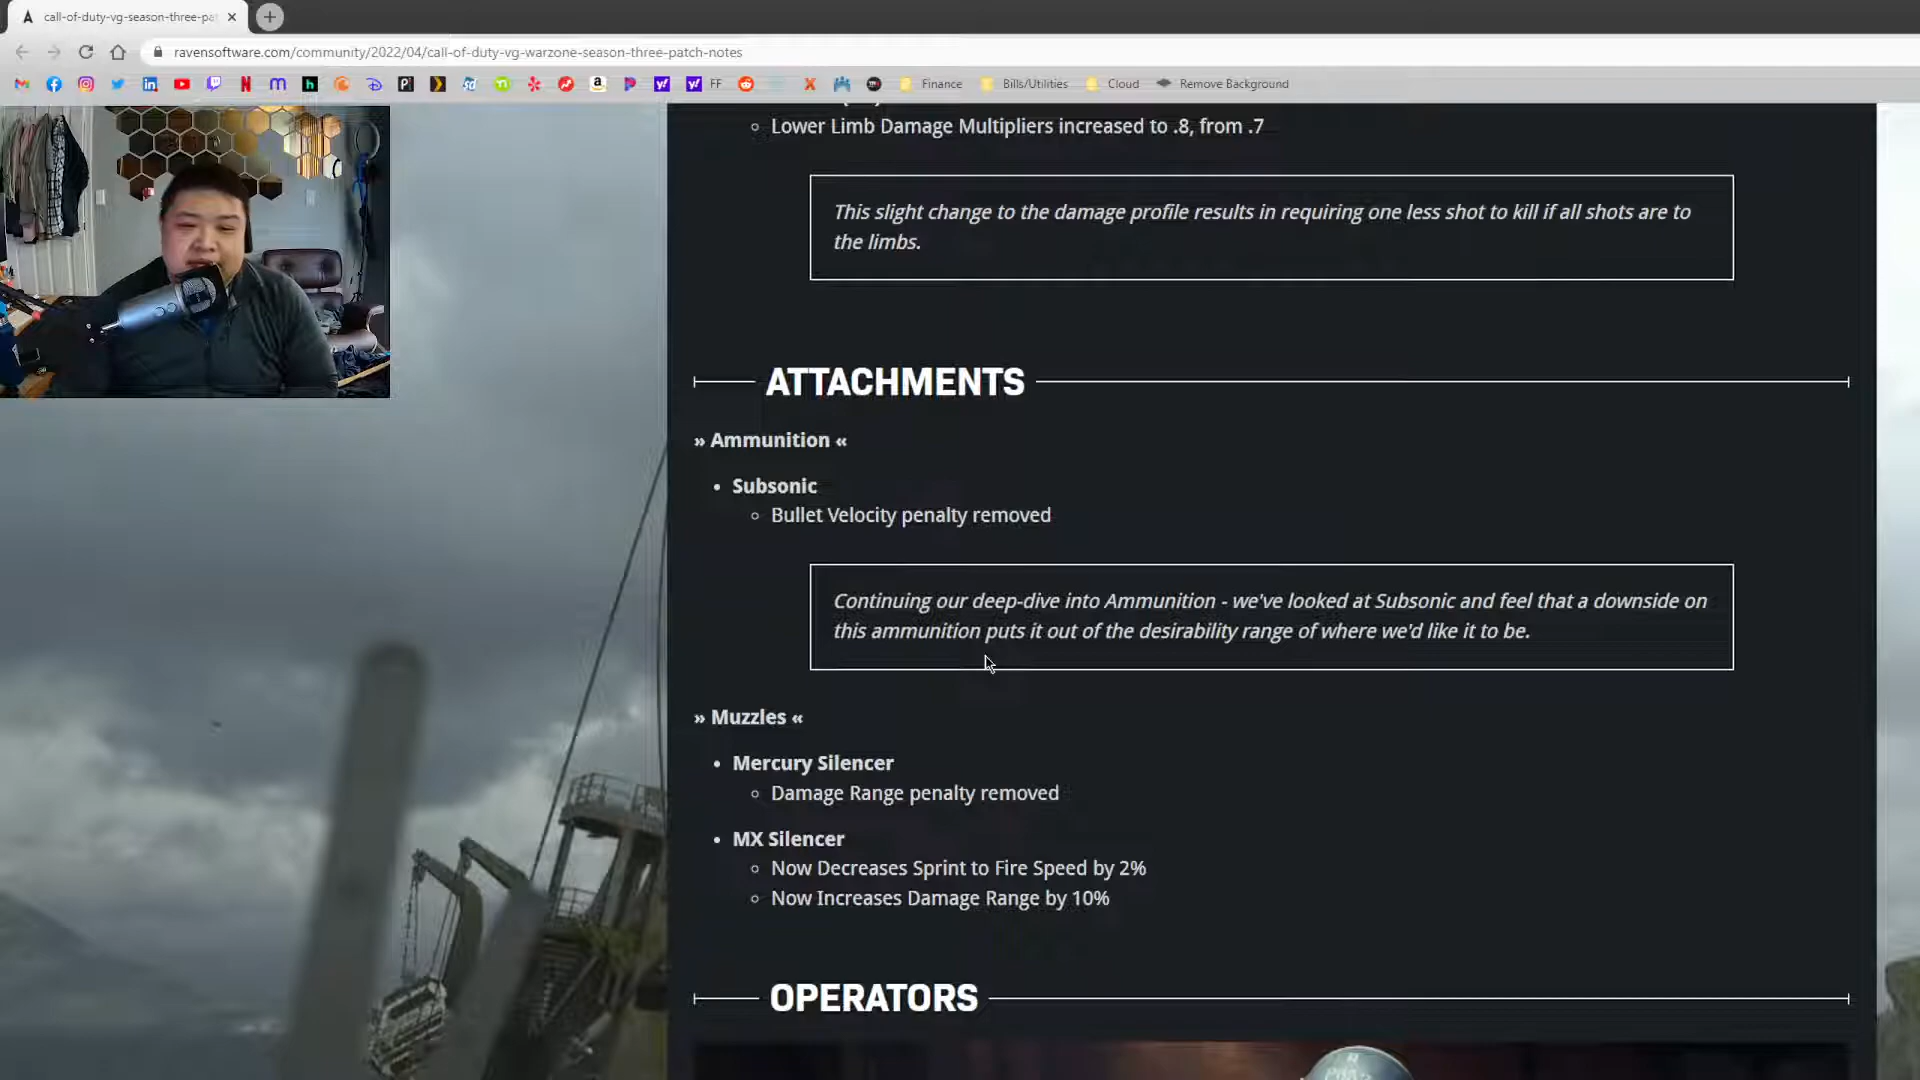 call-of-duty-vg-season-three-pa
ravensoftware.com/community/2022/04/call-of-duty-vg-warzone-season-three-patch-notes
FF
Finance
Bills/Utilities
Cloud
Remove Background
○ Lower Limb Damage Multipliers increased to .8, from .7
This slight change to the damage profile results in requiring one less shot to kill if all shots are to
the limbs.
ATTACHMENTS
» Ammunition «
• Subsonic
○ Bullet Velocity penalty removed
Continuing our deep-dive into Ammunition - we've looked at Subsonic and feel that a downside on
this ammunition puts it out of the desirability range of where we'd like it to be.
» Muzzles «
• Mercury Silencer
○ Damage Range penalty removed
• MX Silencer
○ Now Decreases Sprint to Fire Speed by 2%
○ Now Increases Damage Range by 10%
OPERATORS